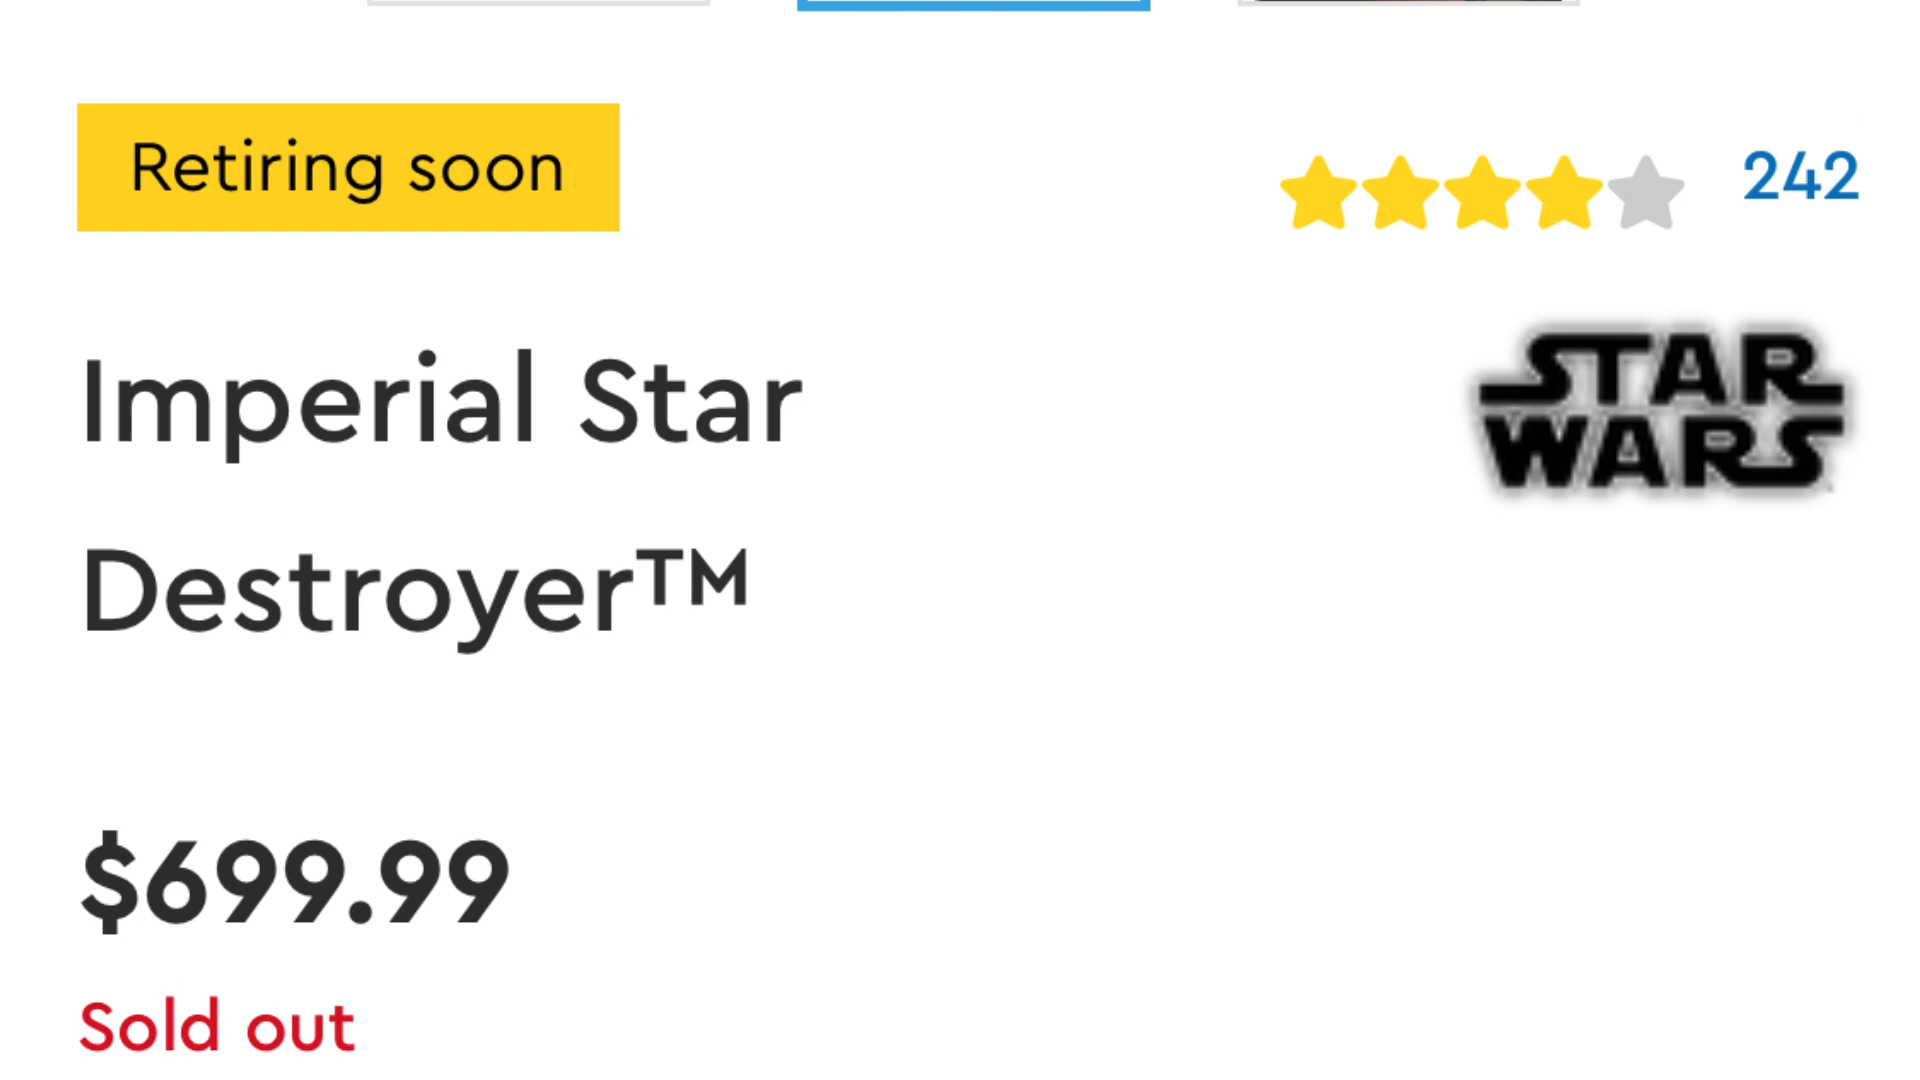 Retiring soon
242
Imperial Star
Destroyer™
STAR
WARS
$699.99
Sold out